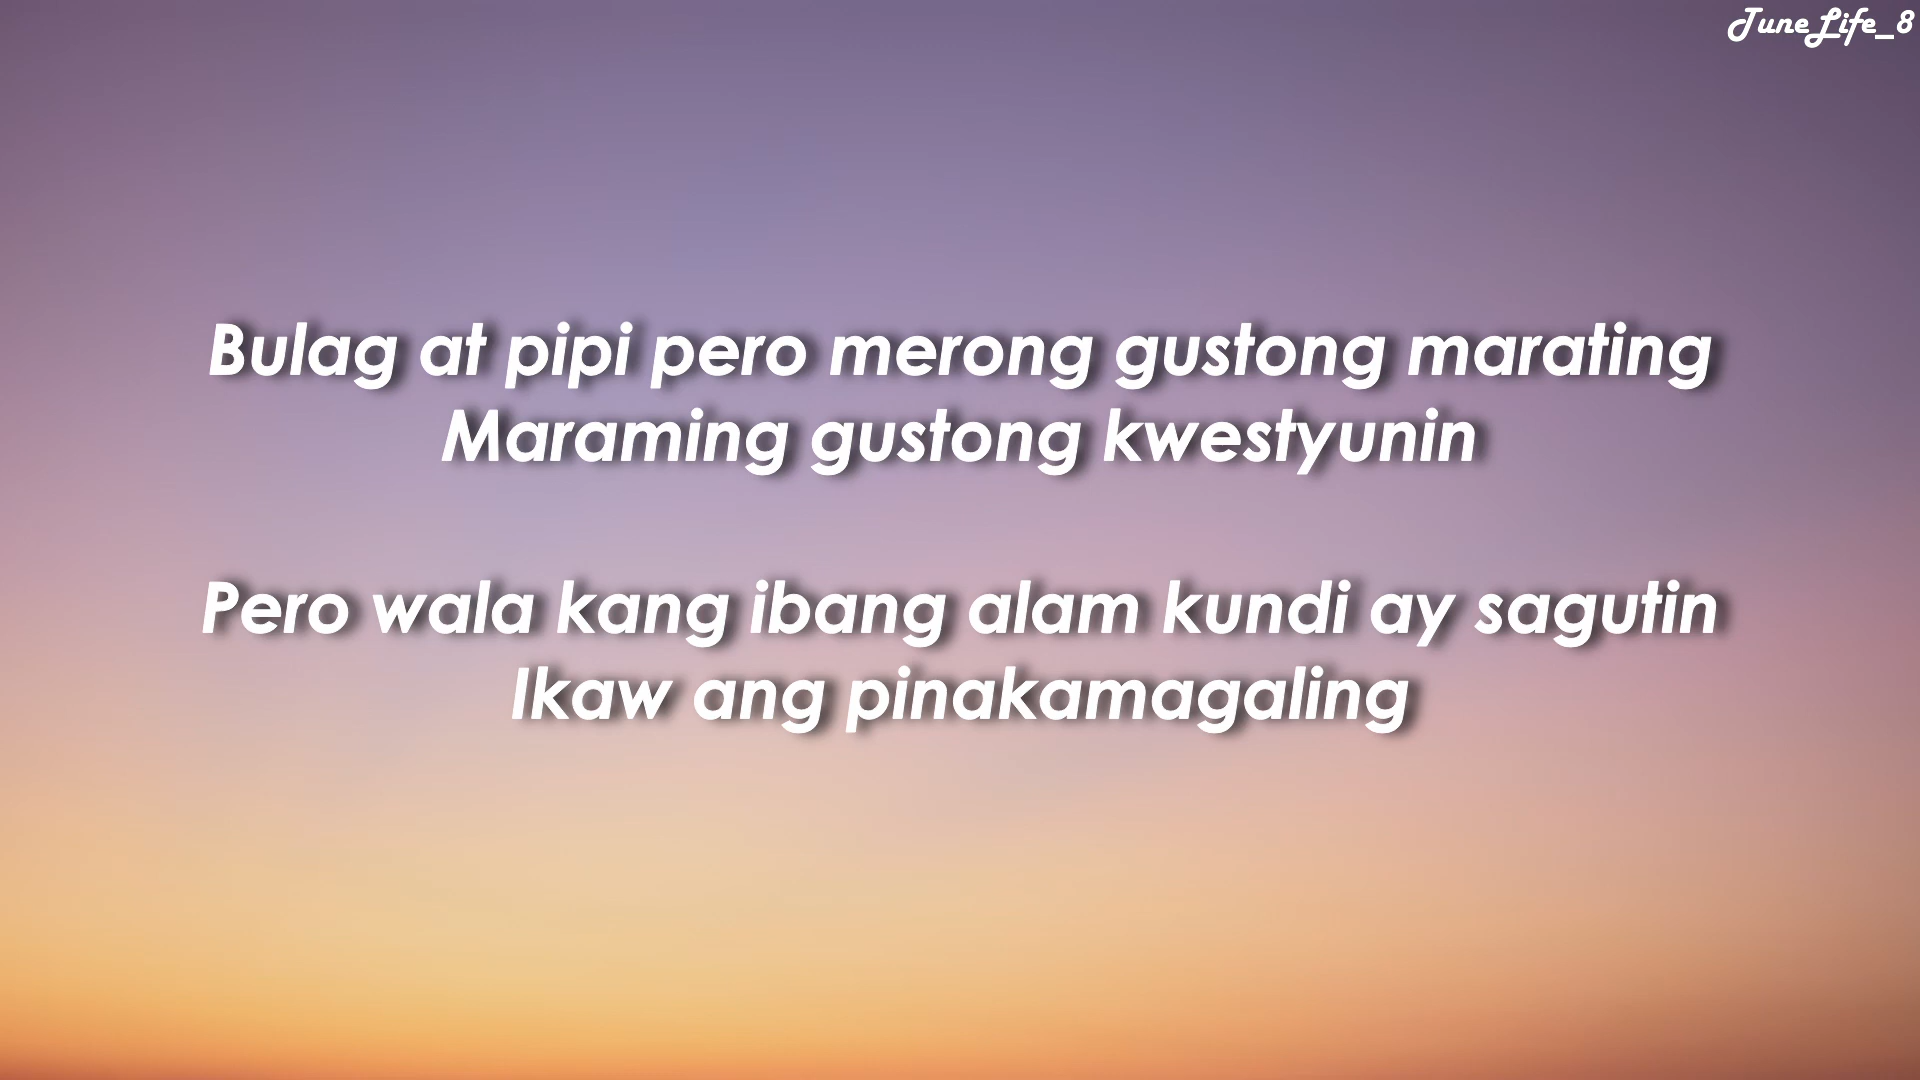 TuneLife_8
Bulag at pipi pero merong gustong marating
Maraming gustong kwestyunin
Pero wala kang ibang alam kundi ay sagutin
Ikaw ang pinakamagaling